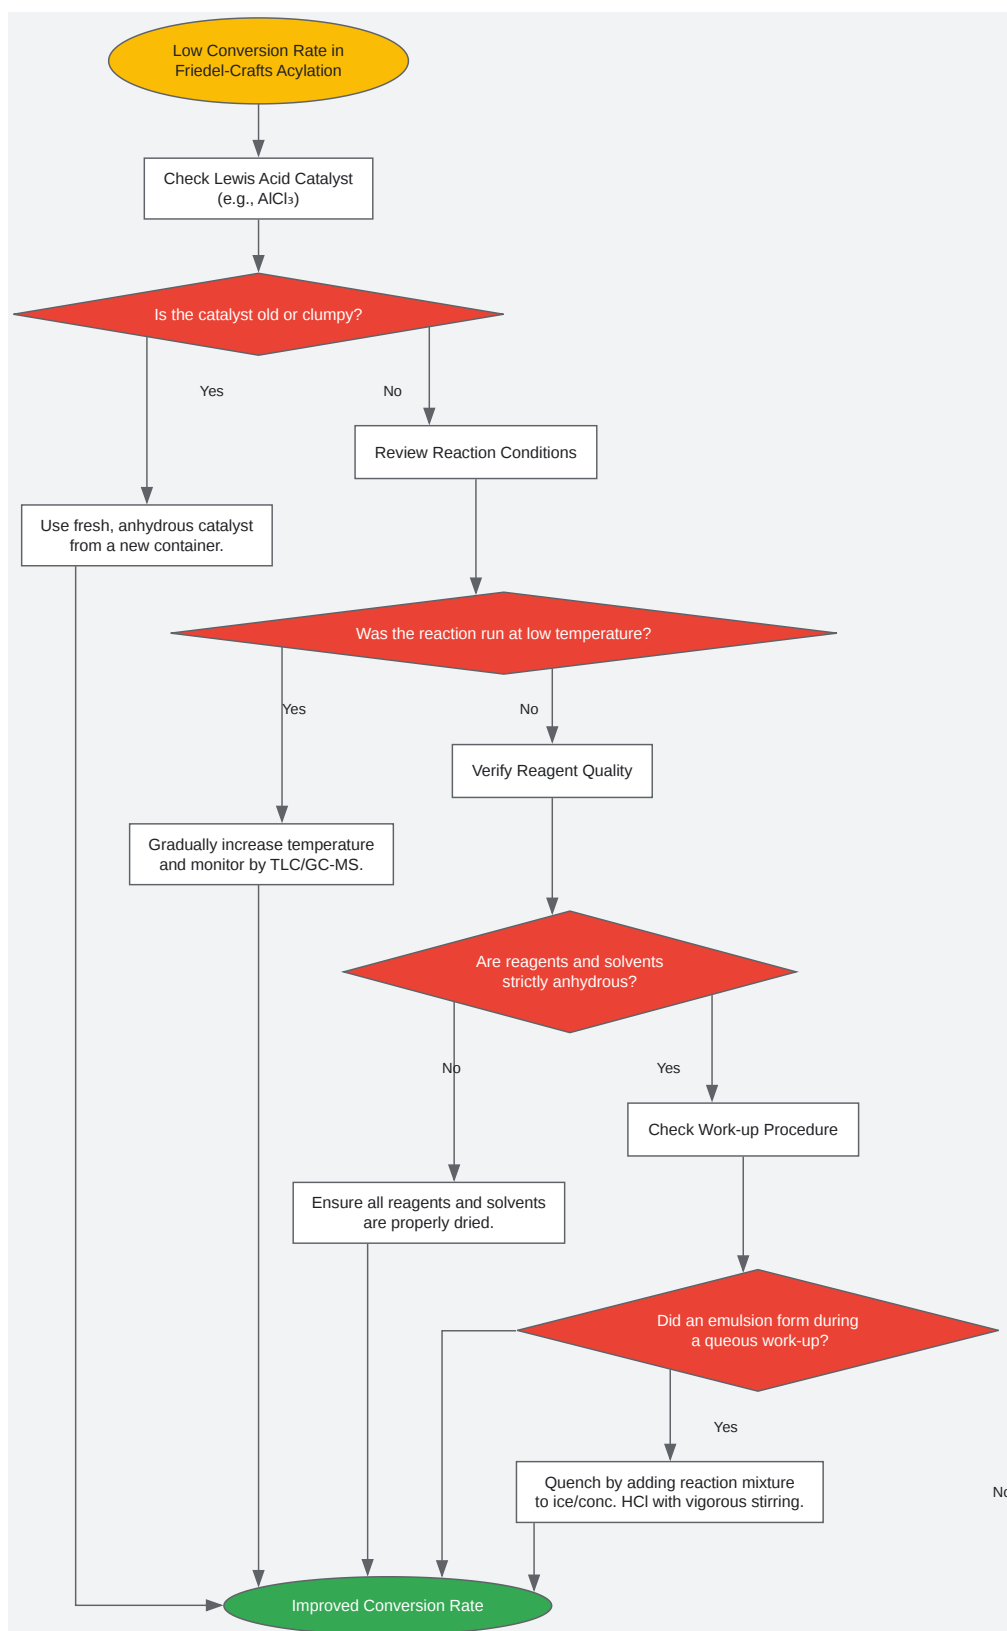 Low Conversion Rate in
Friedel-Crafts Acylation
Check Lewis Acid Catalyst
(e.g., AlCl₃)
Is the catalyst old or clumpy?
Yes
No
Review Reaction Conditions
Use fresh, anhydrous catalyst
from a new container.
Was the reaction run at low temperature?
Yes
No
Verify Reagent Quality
Gradually increase temperature
and monitor by TLC/GC-MS.
Are reagents and solvents
strictly anhydrous?
No
Yes
Check Work-up Procedure
Ensure all reagents and solvents
are properly dried.
Did an emulsion form during
a queous work-up?
Yes
Quench by adding reaction mixture
to ice/conc. HCl with vigorous stirring.
No
Improved Conversion Rate